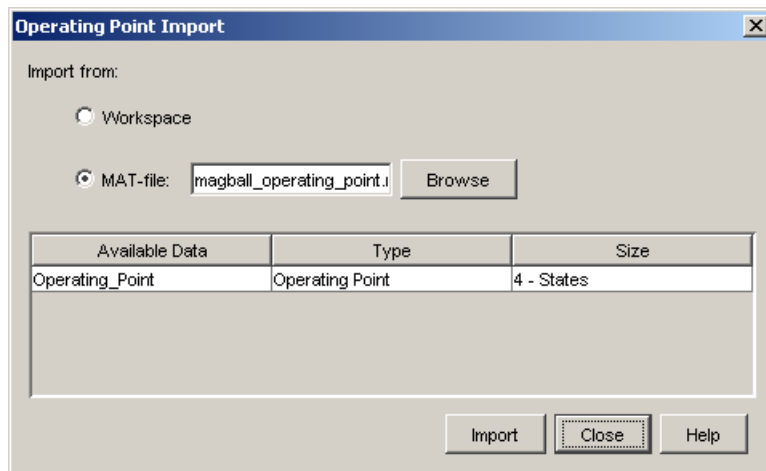 Operating Point Import
Import from:
Workspace
MAT-file: magball_operating_point. Browse
Available Data Type Size
Operating_Point Operating Point 4 - States
Import Close Help